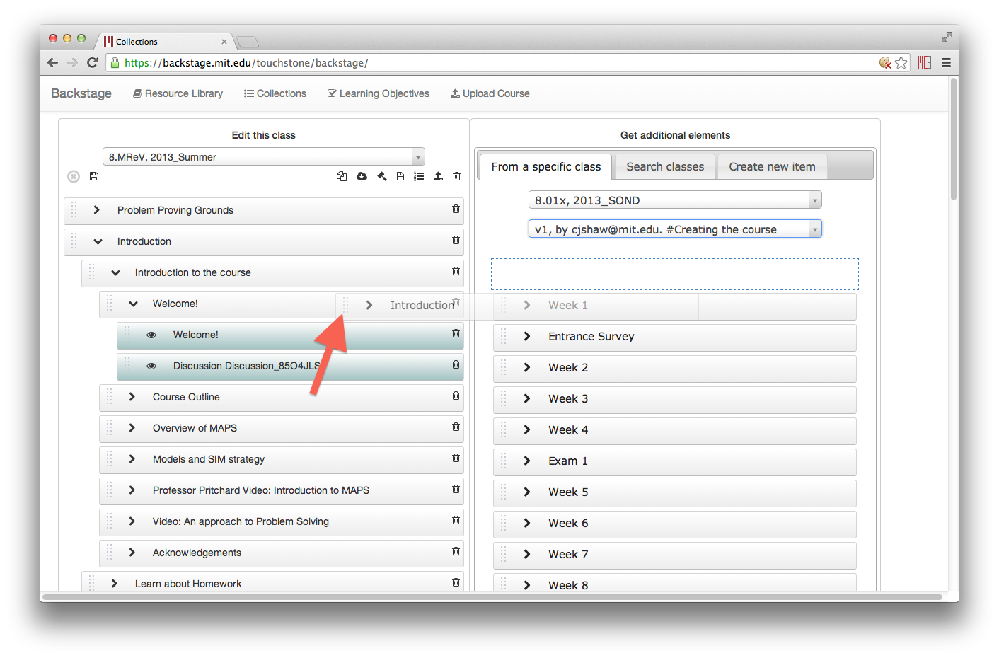 Collections
https://backstage.mit.edu/touchstone/backstage/
Backstage
Resource Library
Collections
Learning Objectives
Upload Course
Edit this class
8.MReV, 2013_Summer
Problem Proving Grounds
Introduction
Introduction to the course
Welcome!
Welcome!
Discussion Discussion_85O4JLS
Course Outline
Overview of MAPS
Models and SIM strategy
Professor Pritchard Video: Introduction to MAPS
Video: An approach to Problem Solving
Acknowledgements
Learn about Homework
Get additional elements
From a specific class
Search classes
Create new item
8.01x, 2013_SOND
v1, by cjshaw@mit.edu. #Creating the course
Introduction
Week 1
Entrance Survey
Week 2
Week 3
Week 4
Exam 1
Week 5
Week 6
Week 7
Week 8